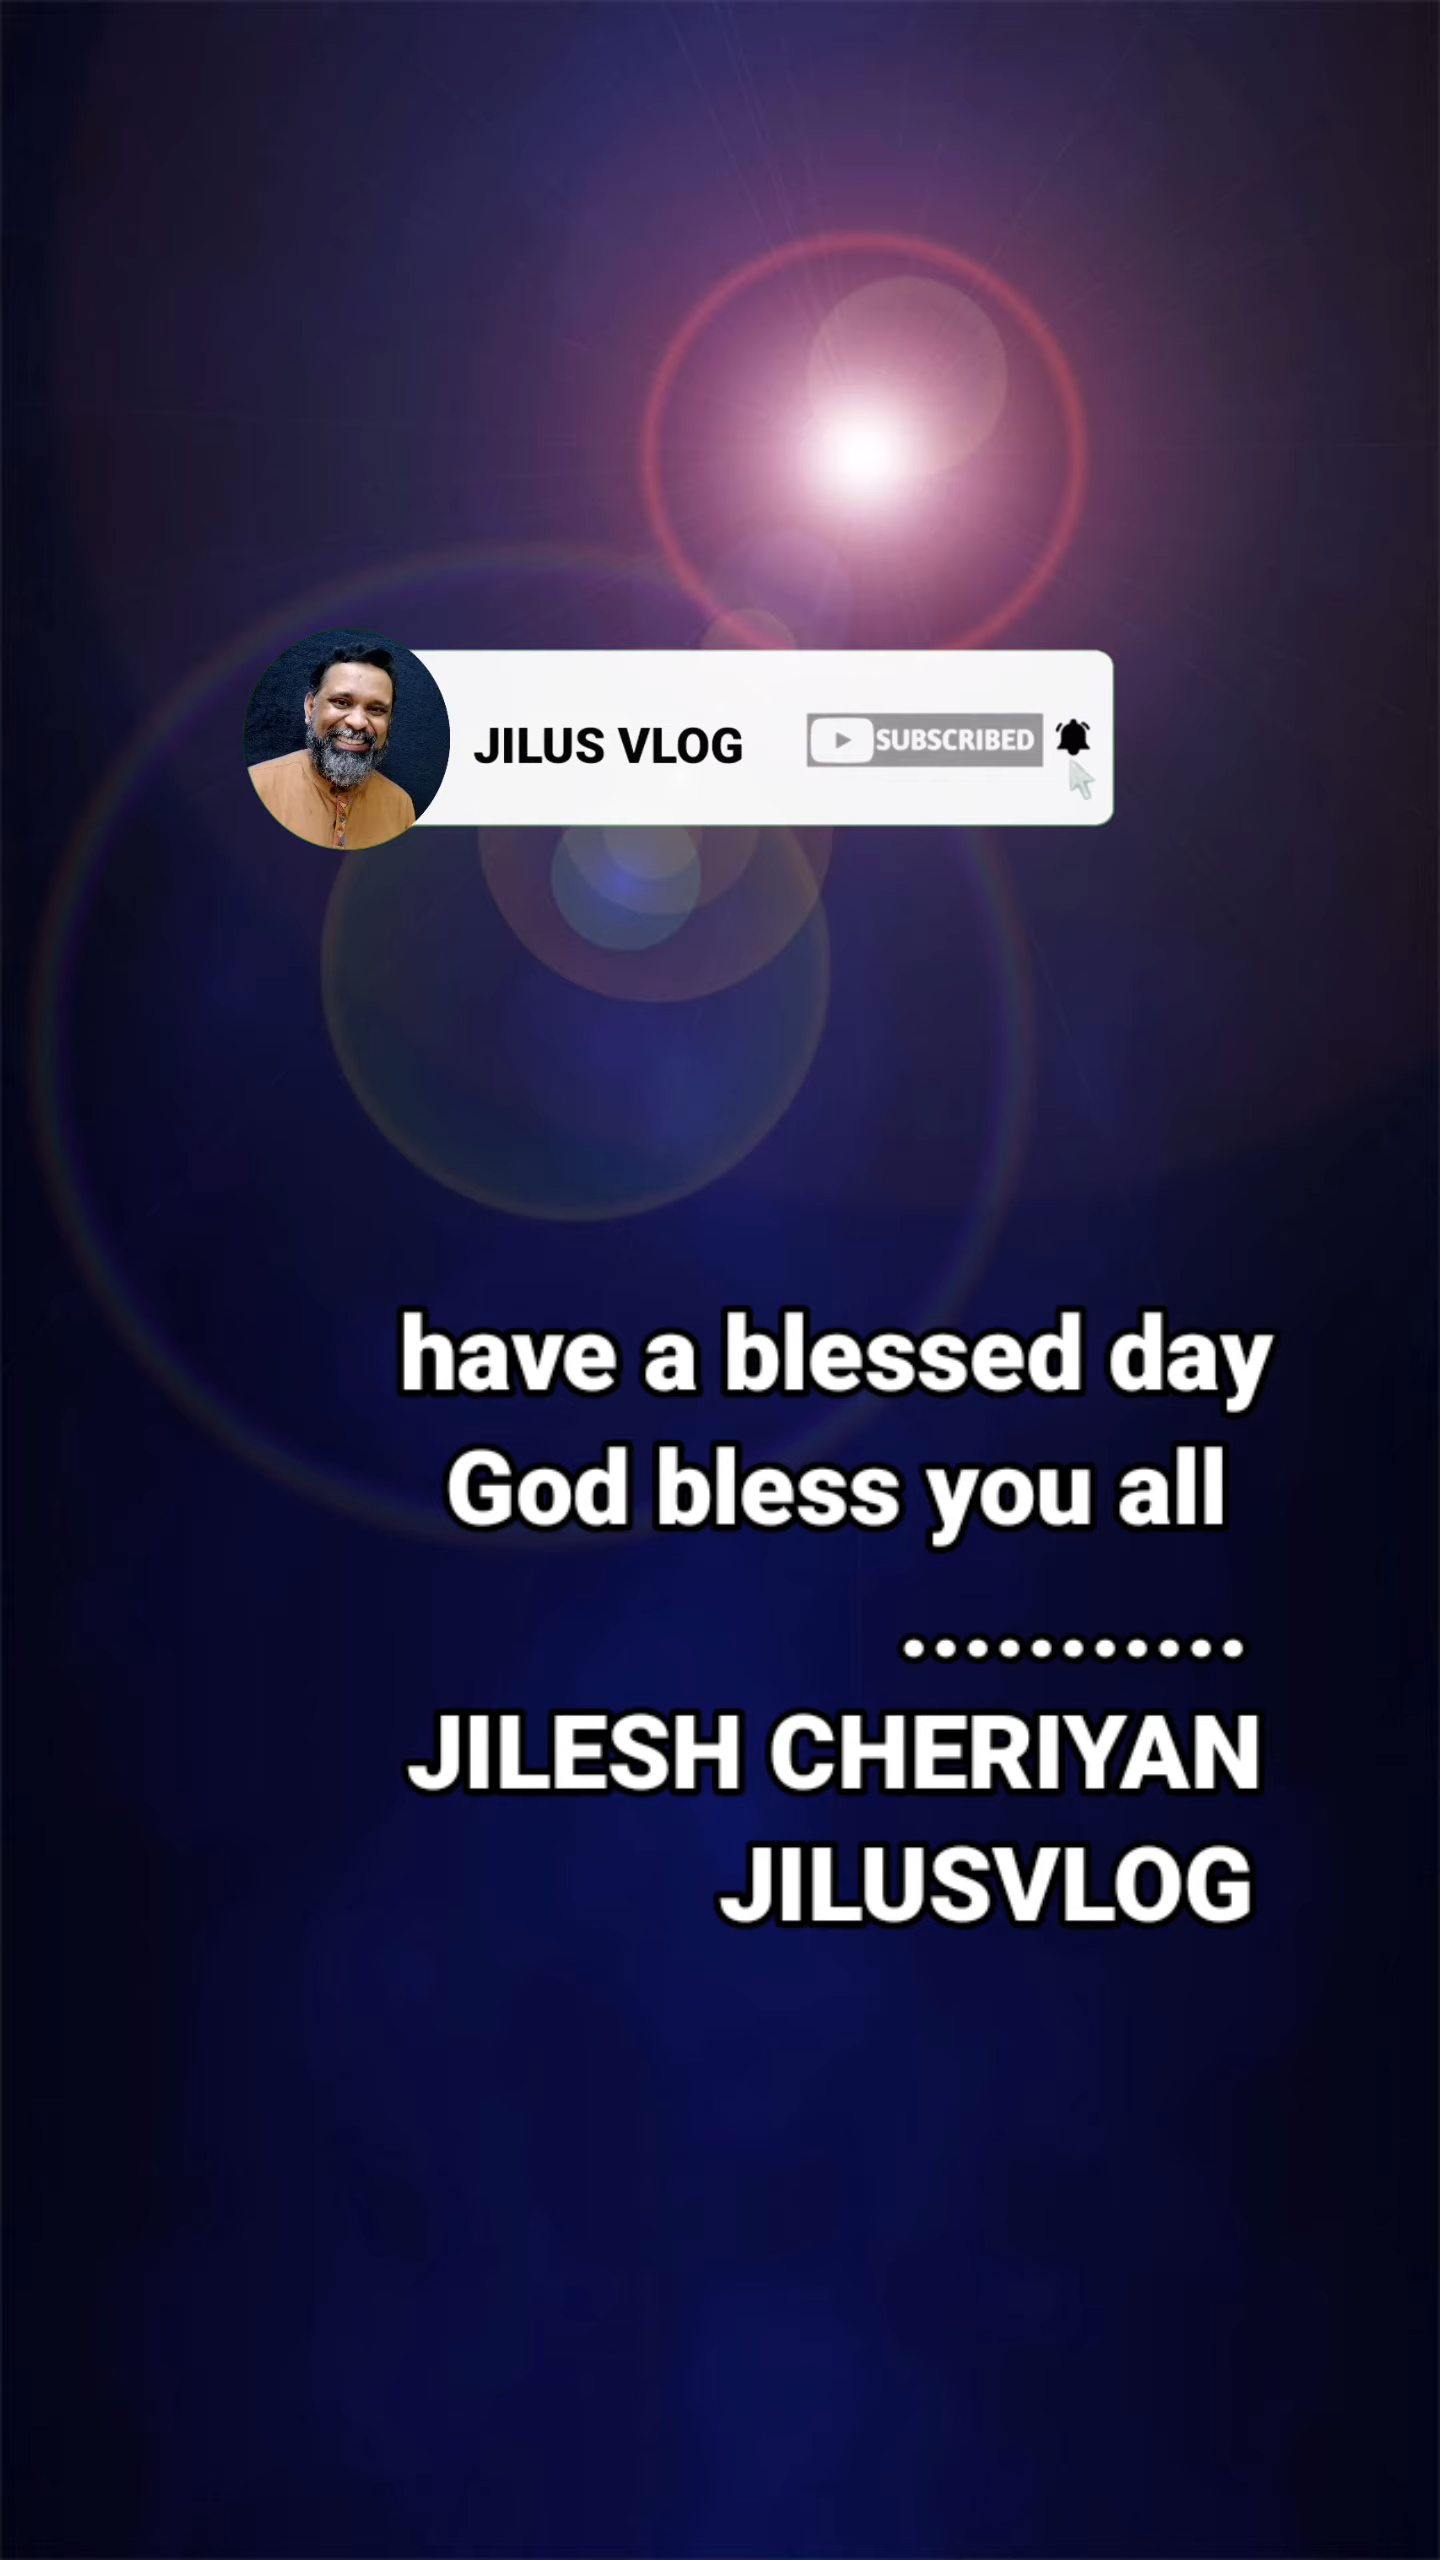 JILUS VLOG
SUBSCRIBED
have a blessed day
God bless you all
...........
JILESH CHERIYAN
JILUSVLOG